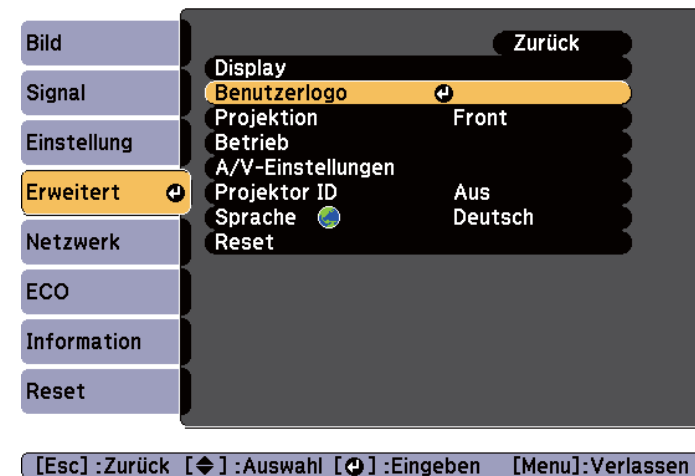 Bild
Signal
Einstellung
Erweitert
Netzwerk
ECO
Information
Reset
Zurück
Display
Benutzerlogo
Projektion Front
Betrieb
A/V-Einstellungen
Projektor ID Aus
Sprache Deutsch
Reset
[Esc] :Zurück [◆] :Auswahl [↵] :Eingeben [Menu]:Verlassen